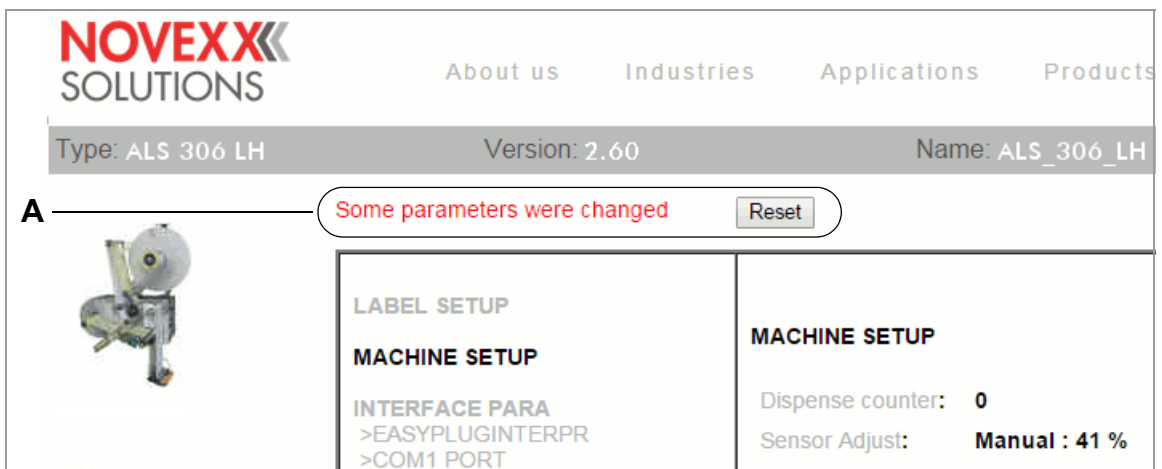 NOVEXX
SOLUTIONS
About us Industries Applications Products
Type: ALS 306 LH Version: 2.60 Name: ALS_306_LH
A
Some parameters were changed Reset
LABEL SETUP
MACHINE SETUP
INTERFACE PARA
>EASYPLUGINTERPR
>COM1 PORT
MACHINE SETUP
Dispense counter: 0
Sensor Adjust: Manual : 41 %